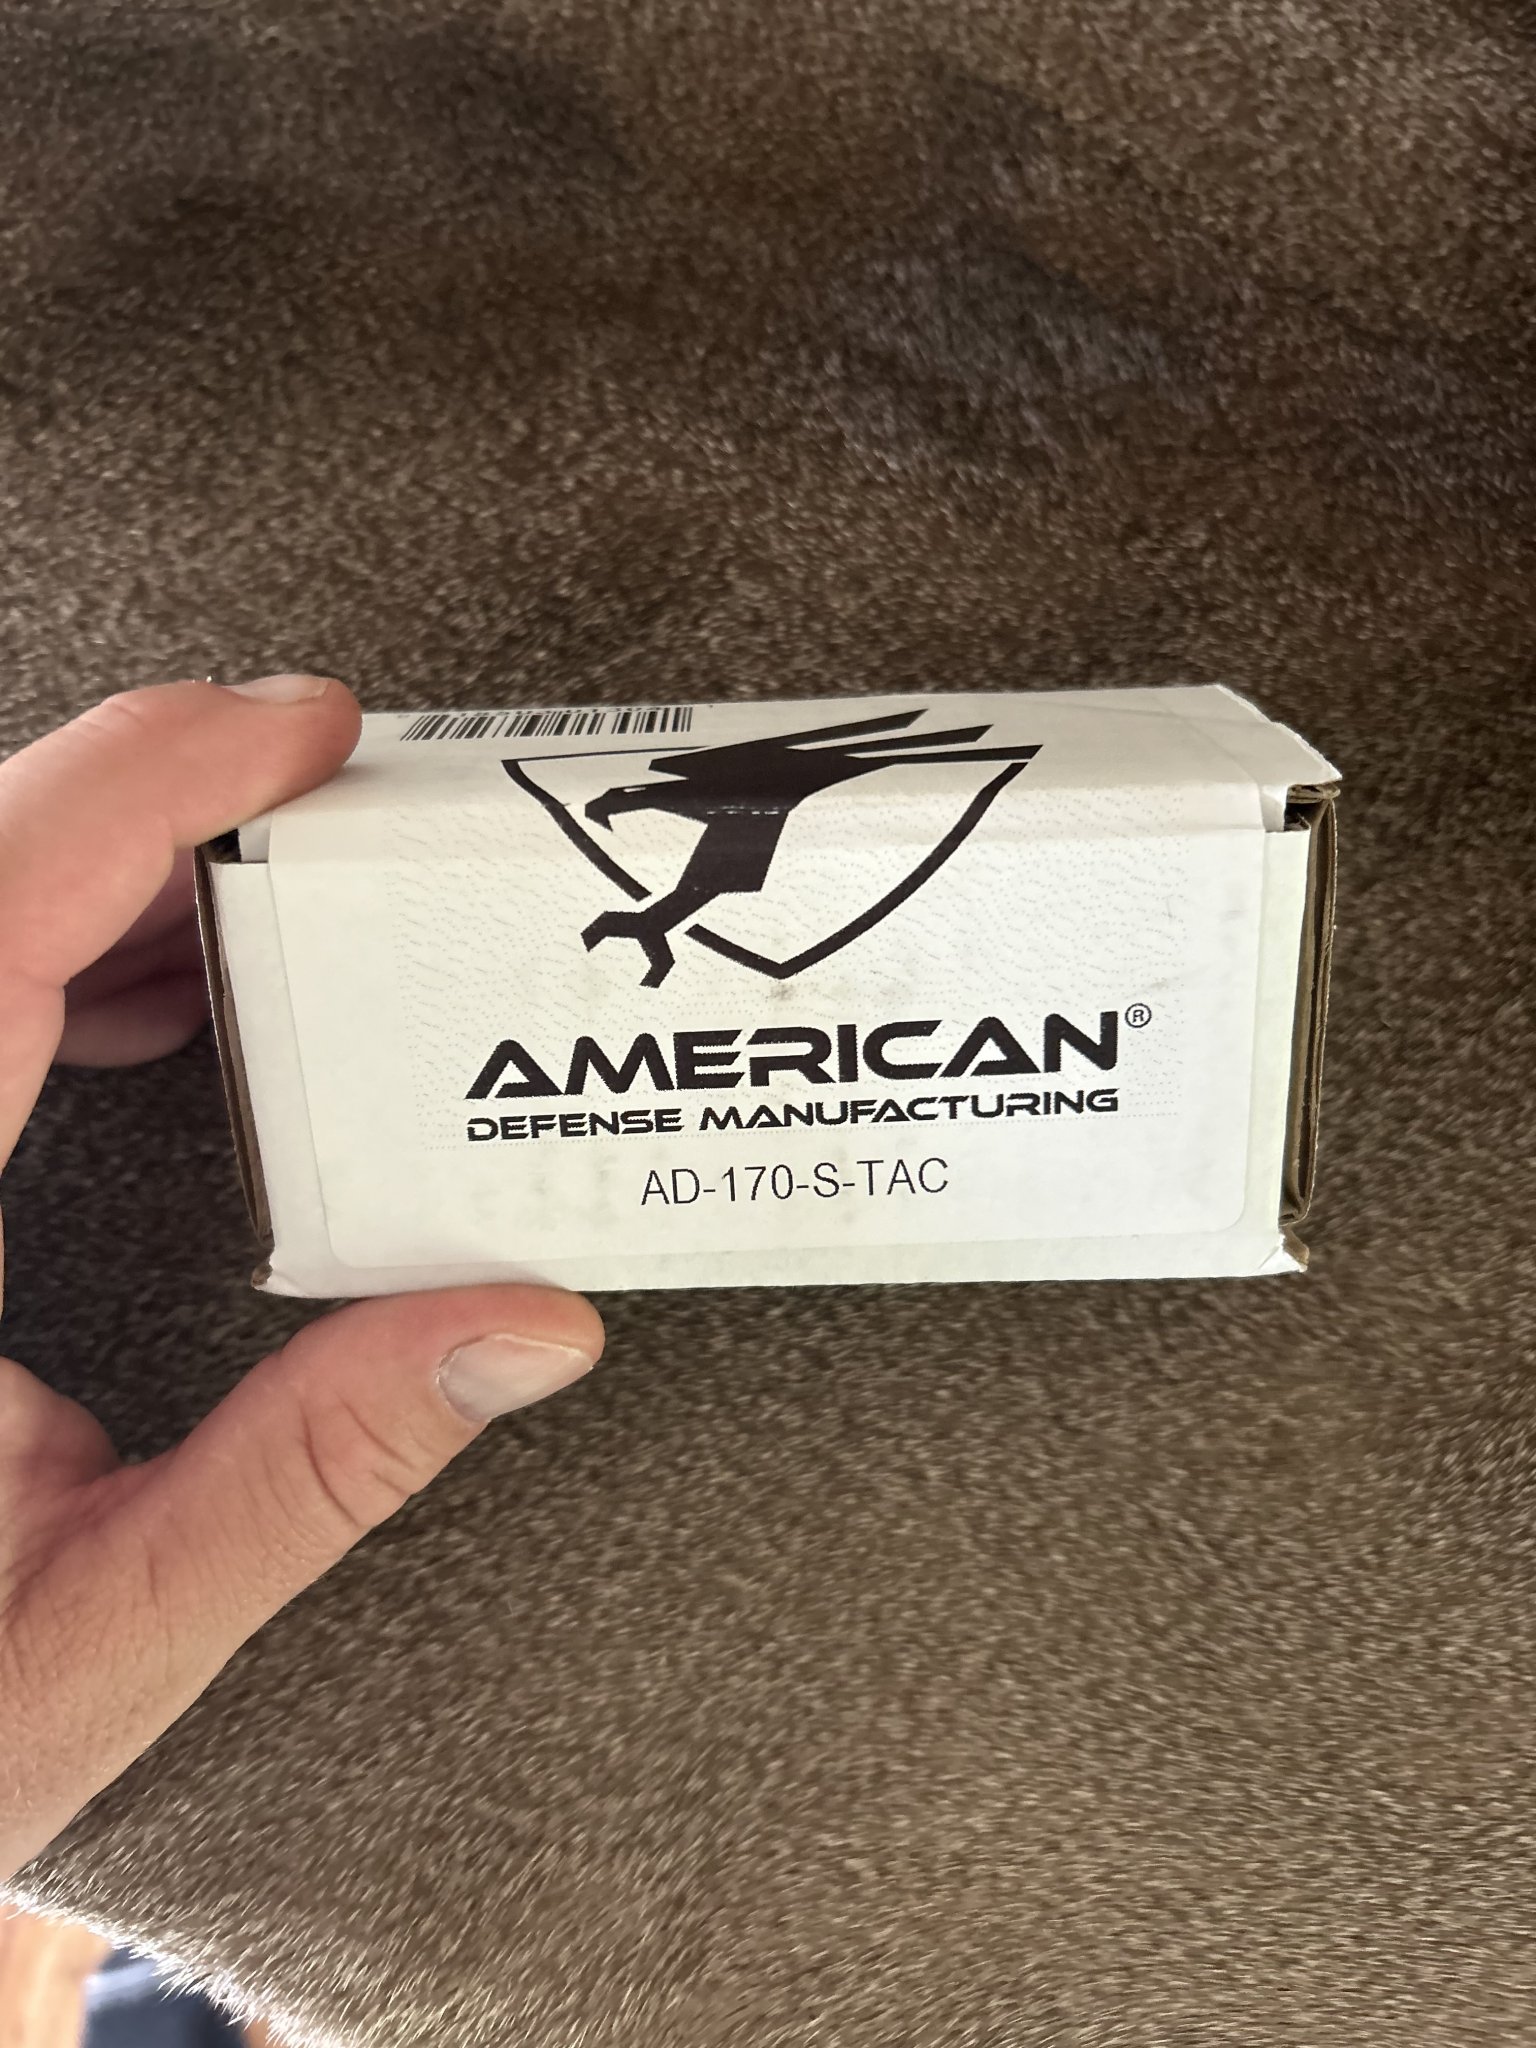 AMERICAN®
DEFENSE MANUFACTURING
AD-170-S-TAC